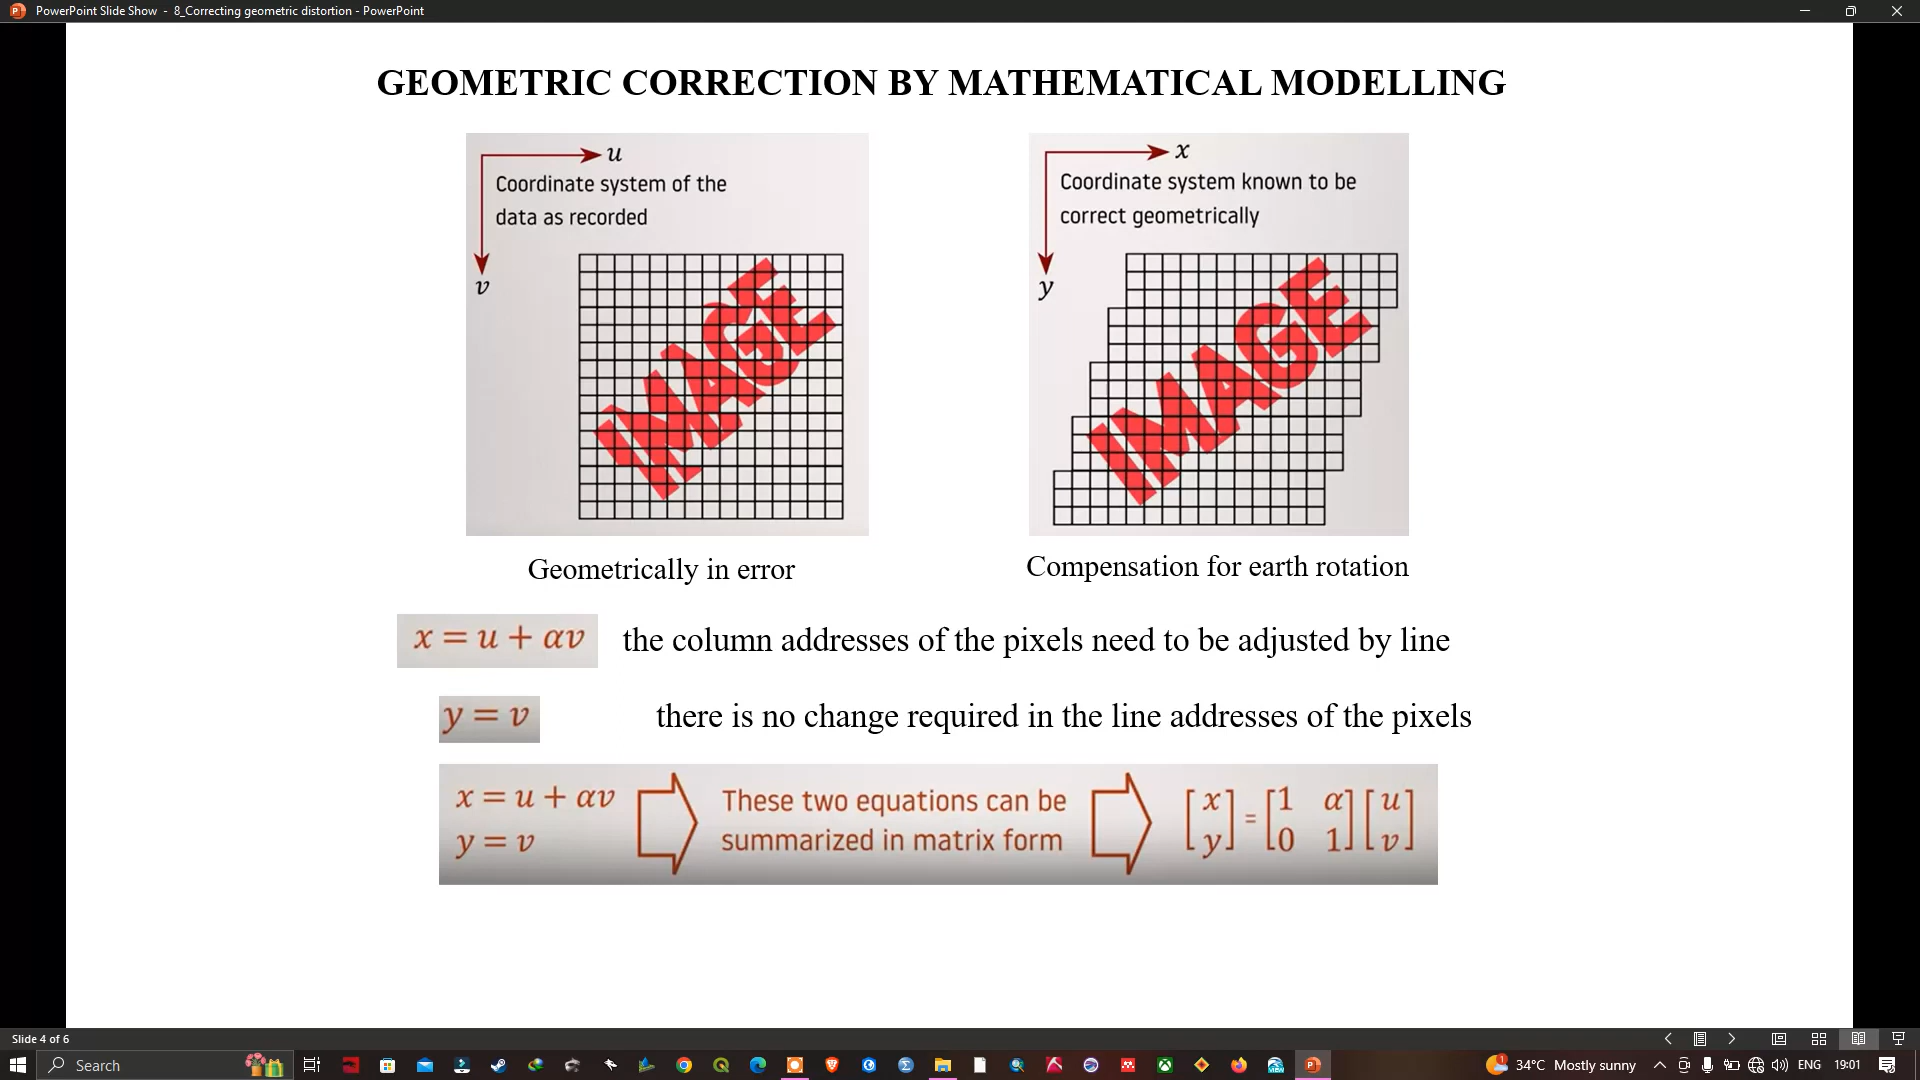 PowerPoint Slide Show - 8_Correcting geometric distortion - PowerPoint
GEOMETRIC CORRECTION BY MATHEMATICAL MODELLING
u
Coordinate system of the
data as recorded
v
IMAGE
x
Coordinate system known to be
correct geometrically
y
IMAGE
Geometrically in error
Compensation for earth rotation
x = u + αv
the column addresses of the pixels need to be adjusted by line
y = v
there is no change required in the line addresses of the pixels
x = u + αv
y = v
These two equations can be
summarized in matrix form
[x] = [1 α] [u]
[y] [0 1] [v]
Slide 4 of 6
Search
1
34°C Mostly sunny
ENG
19:01